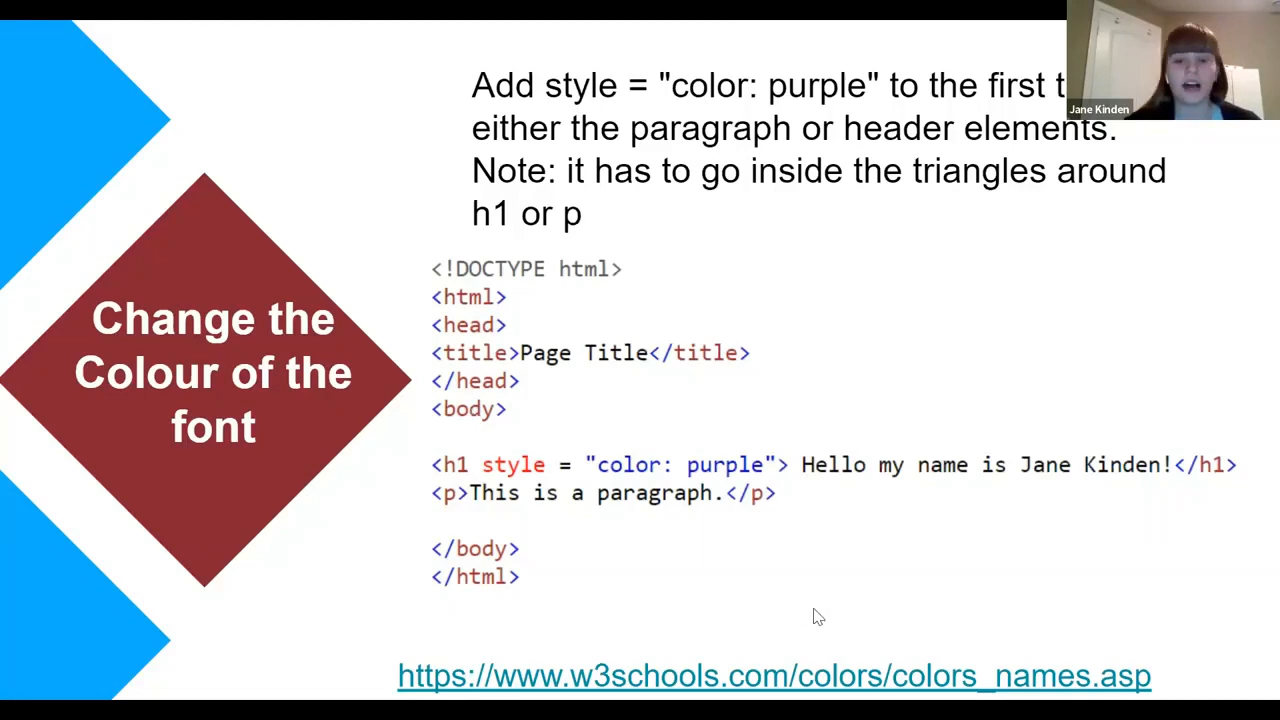 Add style = "color: purple" to the first
either the paragraph or header elements.
Note: it has to go inside the triangles around
h1 or p
Jane Kinden
Change the
Colour of the
font
<!DOCTYPE html>
<html>
<head>
<title>Page Title</title>
</head>
<body>
<h1 style = "color: purple"> Hello my name is Jane Kinden!</h1>
<p>This is a paragraph.</p>
</body>
</html>
https://www.w3schools.com/colors/colors_names.asp